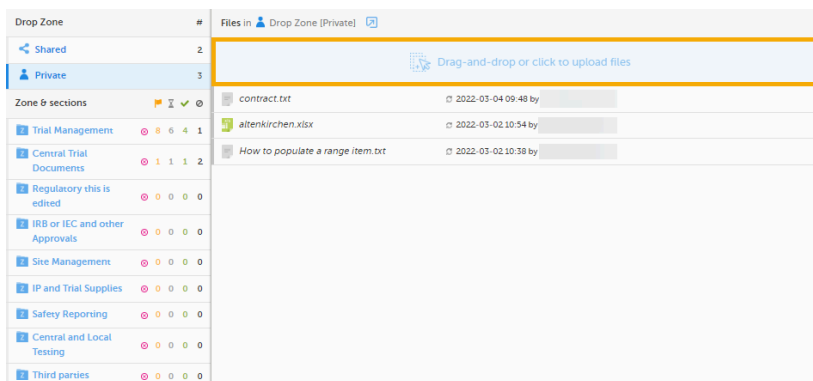 Drop Zone #
Shared 2
Private 3
Zone & sections
Trial Management 8 6 4 1
Central Trial
Documents 1 1 1 2
Regulatory this is
edited 0 0 0 0
IRB or IEC and other
Approvals 0 0 0 0
Site Management 0 0 0 0
IP and Trial Supplies 0 0 0 0
Safety Reporting 0 0 0 0
Central and Local
Testing 0 0 0 0
Third parties 0 0 0 0
Files in Drop Zone [Private]
Drag-and-drop or click to upload files
contract.txt 2022-03-04 09:48 by
altenkirchen.xlsx 2022-03-02 10:54 by
How to populate a range item.txt 2022-03-02 10:38 by